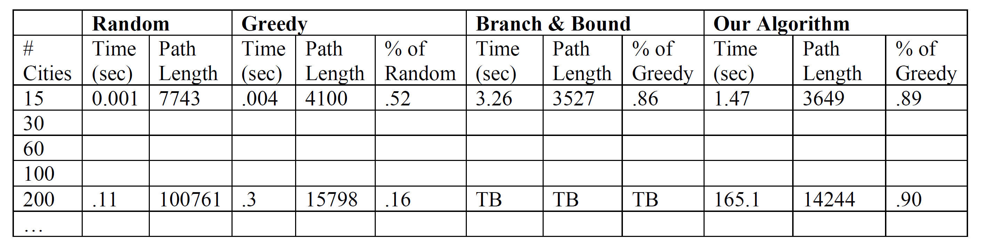 Random Greedy Branch & Bound Our Algorithm
# Time Path Time Path % of Time Path % of Time Path % of
Cities (sec) Length (sec) Length Random (sec) Length Greedy (sec) Length Greedy
15 0.001 7743 .004 4100 .52 3.26 3527 .86 1.47 3649 .89
30
60
100
200 .11 100761 .3 15798 .16 TB TB TB 165.1 14244 .90
…